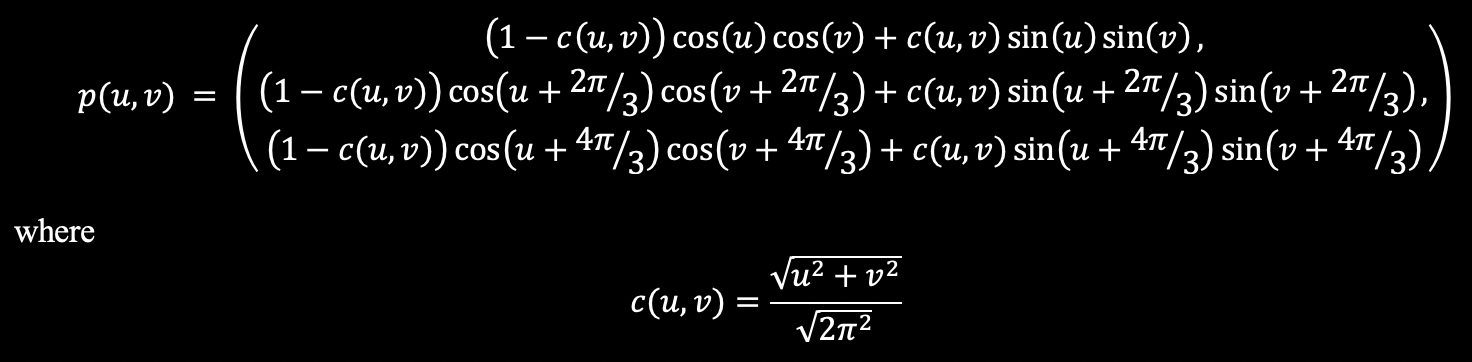 p(u, v) = ( (1 − c(u, v)) cos(u) cos(v) + c(u, v) sin(u) sin(v) ,
(1 − c(u, v)) cos(u + 2π/3) cos(v + 2π/3) + c(u, v) sin(u + 2π/3) sin(v + 2π/3),
(1 − c(u, v)) cos(u + 4π/3) cos(v + 4π/3) + c(u, v) sin(u + 4π/3) sin(v + 4π/3) )
where
c(u, v) = √(u² + v²) / √(2π²)